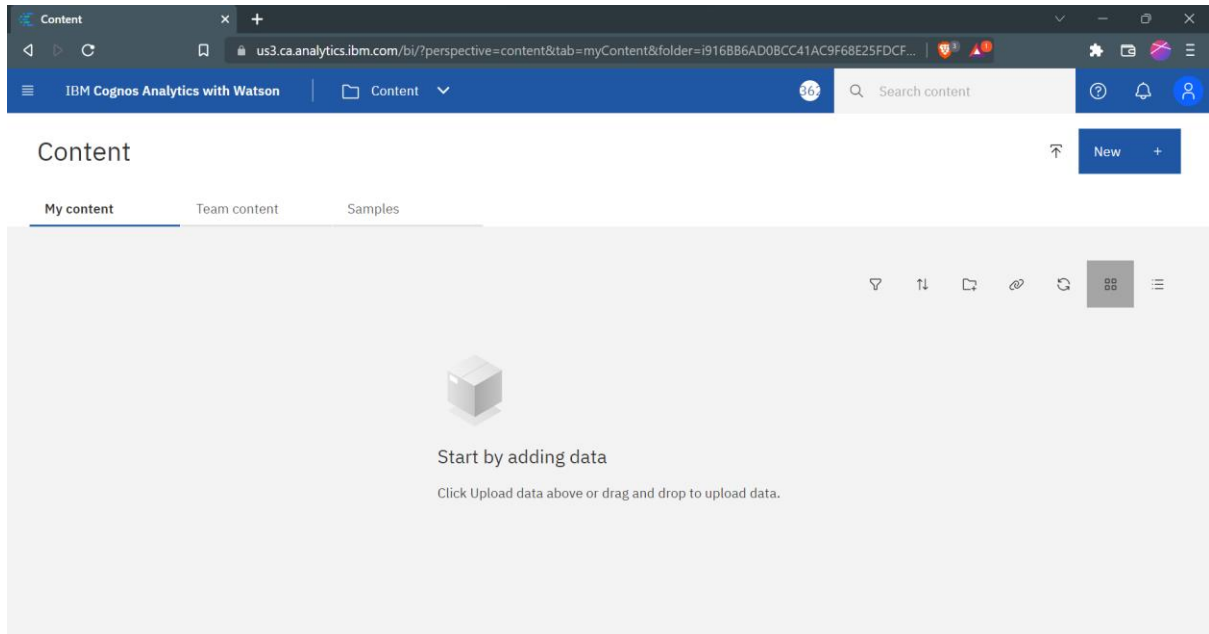 Content
us3.ca.analytics.ibm.com/bi/?perspective=content&tab=myContent&folder=i916BB6AD0BCC41AC9F68E25FDCF...
3
1
IBM Cognos Analytics with Watson
Content
362
Search content
Content
New +
My content Team content Samples
Start by adding data
Click Upload data above or drag and drop to upload data.